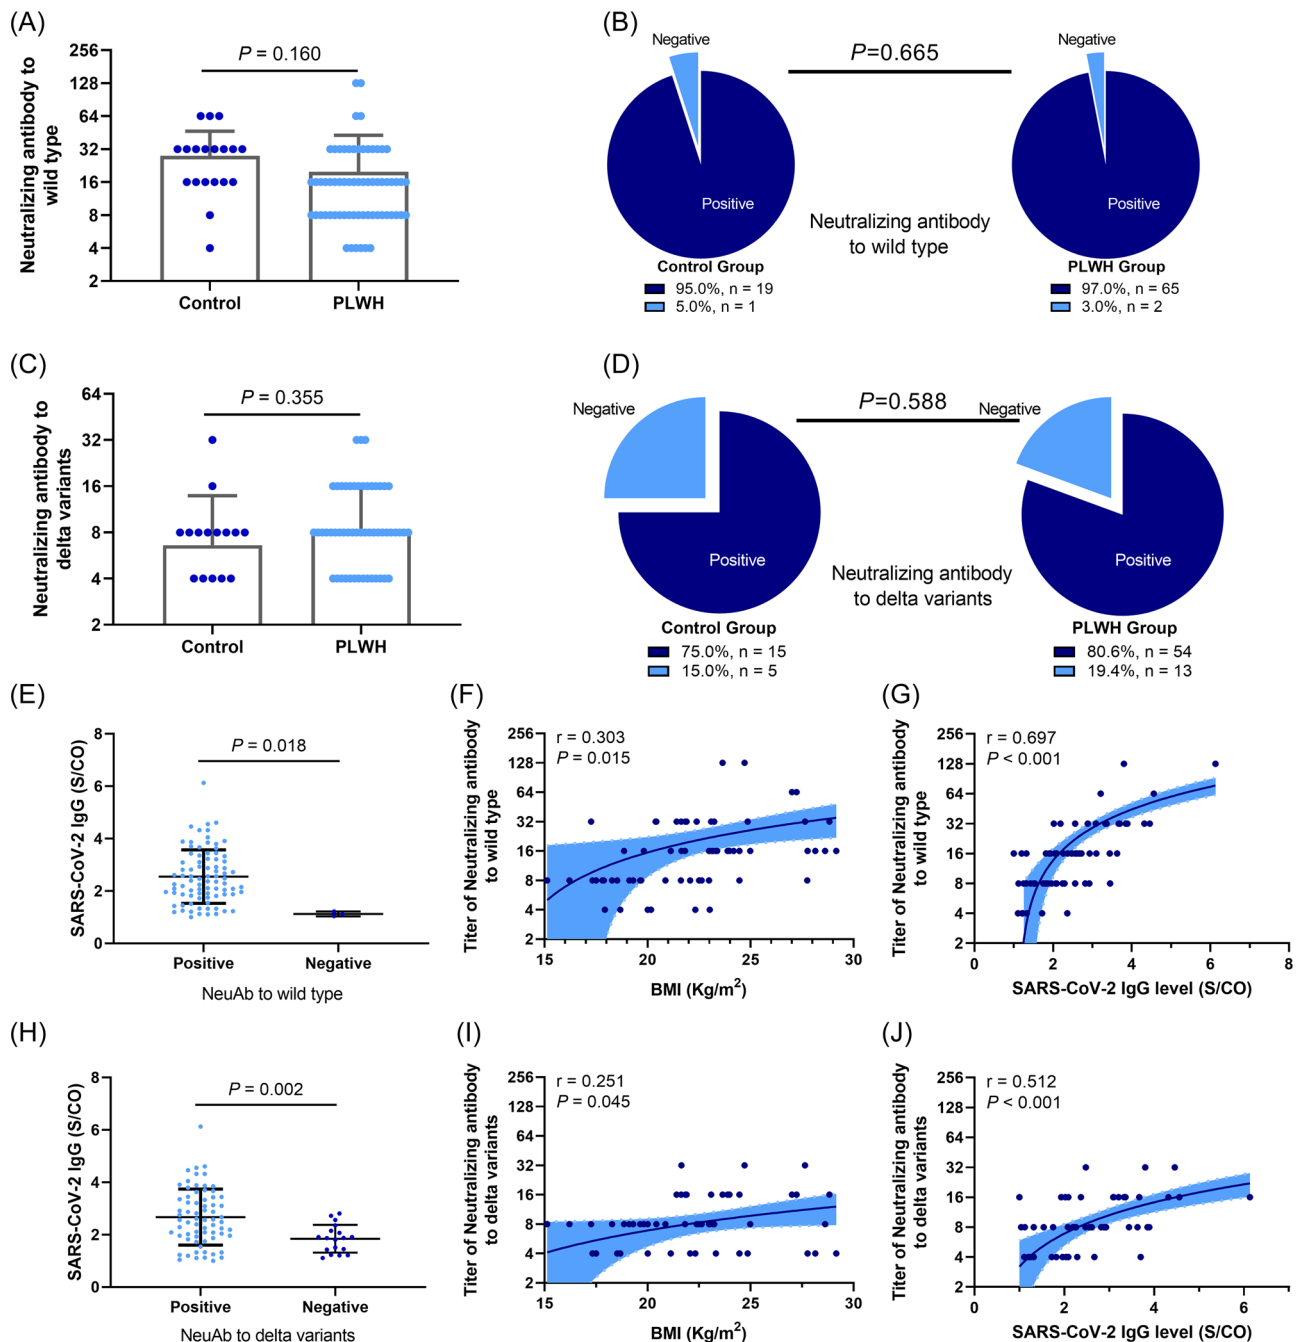 (A)
Neutralizing antibody to
wild type
256
128
64
32
16
8
4
2
P = 0.160
Control
PLWH
(B)
Negative
P=0.665
Negative
Positive
Positive
Neutralizing antibody
to wild type
Control Group
95.0%, n = 19
5.0%, n = 1
PLWH Group
97.0%, n = 65
3.0%, n = 2
(C)
Neutralizing antibody to
delta variants
64
32
16
8
4
2
P = 0.355
Control
PLWH
(D)
Negative
P=0.588
Negative
Positive
Positive
Neutralizing antibody
to delta variants
Control Group
75.0%, n = 15
15.0%, n = 5
PLWH Group
80.6%, n = 54
19.4%, n = 13
(E)
SARS-CoV-2 IgG (S/CO)
8
6
4
2
0
P = 0.018
Positive
Negative
NeuAb to wild type
(F)
Titer of Neutralizing antibody
to wild type
256
128
64
32
16
8
4
2
r = 0.303
P = 0.015
15
20
25
30
BMI (Kg/m2)
(G)
Titer of Neutralizing antibody
to wild type
256
128
64
32
16
8
4
2
r = 0.697
P < 0.001
0
2
4
6
8
SARS-CoV-2 IgG level (S/CO)
(H)
SARS-CoV-2 IgG (S/CO)
8
6
4
2
0
P = 0.002
Positive
Negative
NeuAb to delta variants
(I)
Titer of Neutralizing antibody
to delta variants
256
128
64
32
16
8
4
2
r = 0.251
P = 0.045
15
20
25
30
BMI (Kg/m2)
(J)
Titer of Neutralizing antibody
to delta variants
256
128
64
32
16
8
4
2
r = 0.512
P < 0.001
0
2
4
6
SARS-CoV-2 IgG level (S/CO)